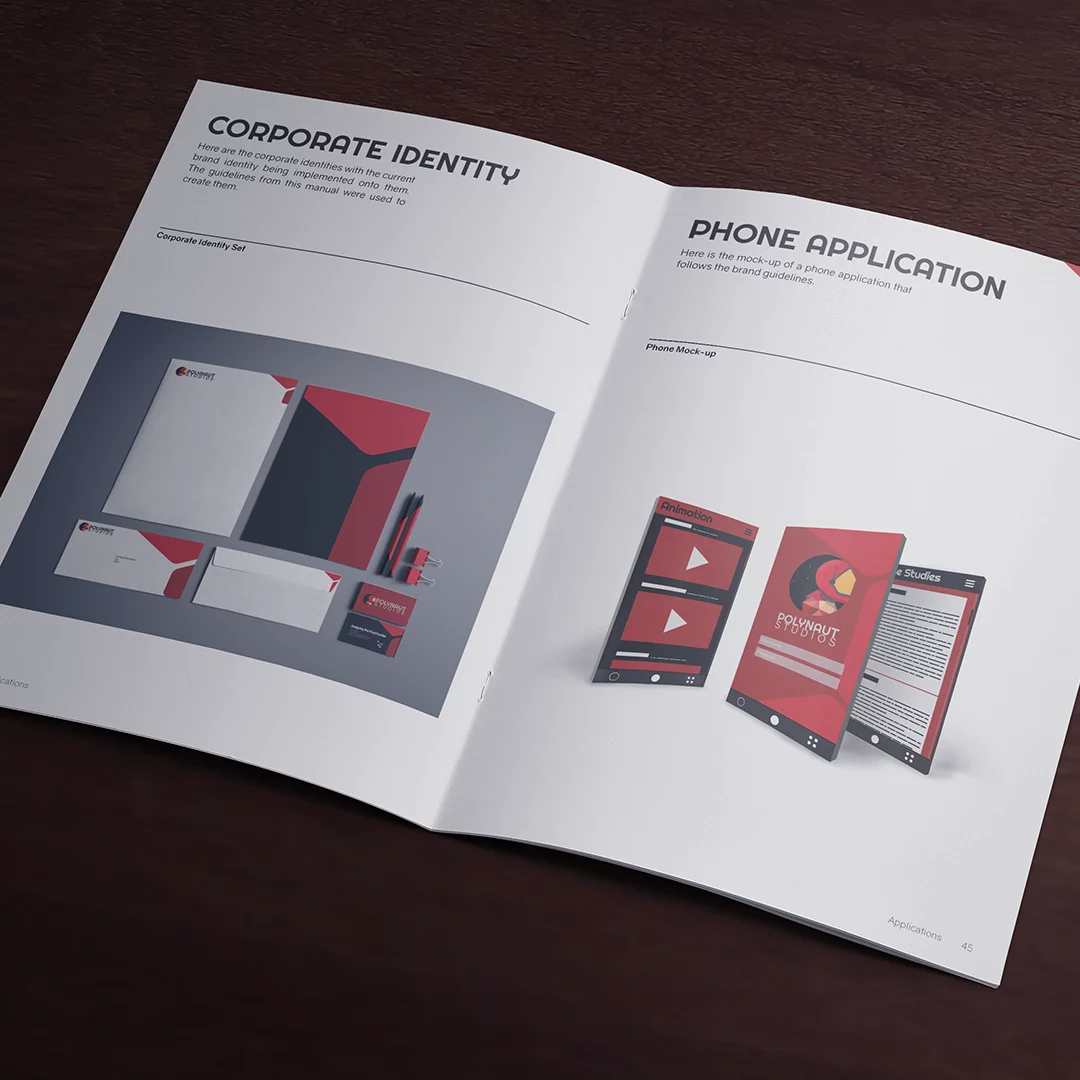 CORPORATE IDENTITY
Here are the corporate identities with the current
brand identity being implemented onto them.
The guidelines from this manual were used to
create them.
Corporate Identity Set
POLYNAUT
STUDIOS
POLYNAUT
STUDIOS
POLYNAUT
STUDIOS
cations
PHONE APPLICATION
Here is the mock-up of a phone application that
follows the brand guidelines.
Phone Mock-up
Animation
POLYNAUT
STUDIOS
e Studies
Applications
45